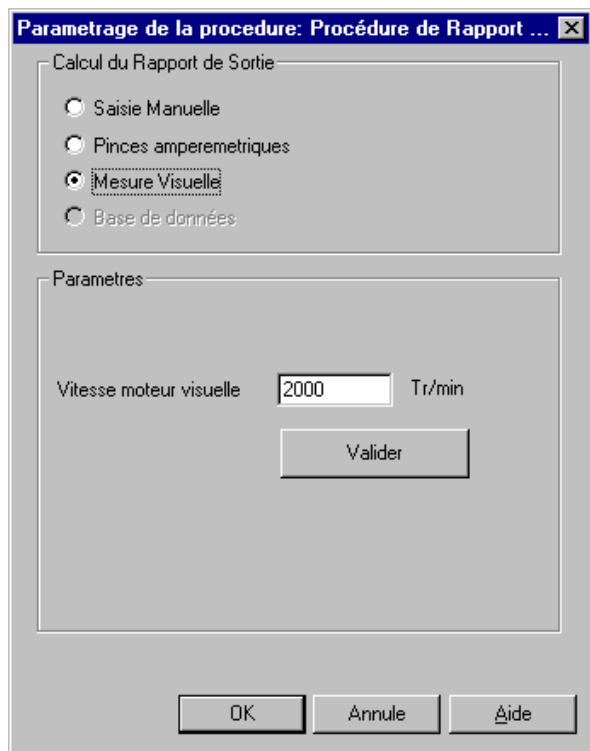 Parametrage de la procedure: Procédure de Rapport ...
Calcul du Rapport de Sortie
Saisie Manuelle
Pinces amperemetriques
Mesure Visuelle
Base de données
Parametres
Vitesse moteur visuelle 2000 Tr/min
Valider
OK Annule Aide